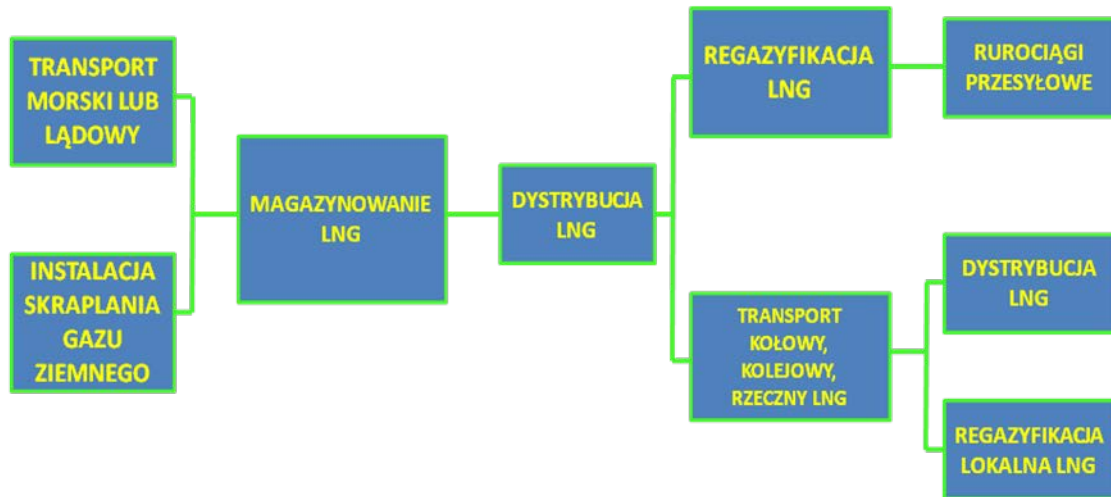 TRANSPORT
MORSKI LUB
LĄDOWY
INSTALACJA
SKRAPLANIA
GAZU
ZIEMNEGO
MAGAZYNOWANIE
LNG
DYSTRYBUCJA
LNG
REGAZYFIKACJA
LNG
RUROCIĄGI
PRZESYŁOWE
TRANSPORT
KOŁOWY,
KOLEJOWY,
RZECZNY LNG
DYSTRYBUCJA
LNG
REGAZYFIKACJA
LOKALNA LNG